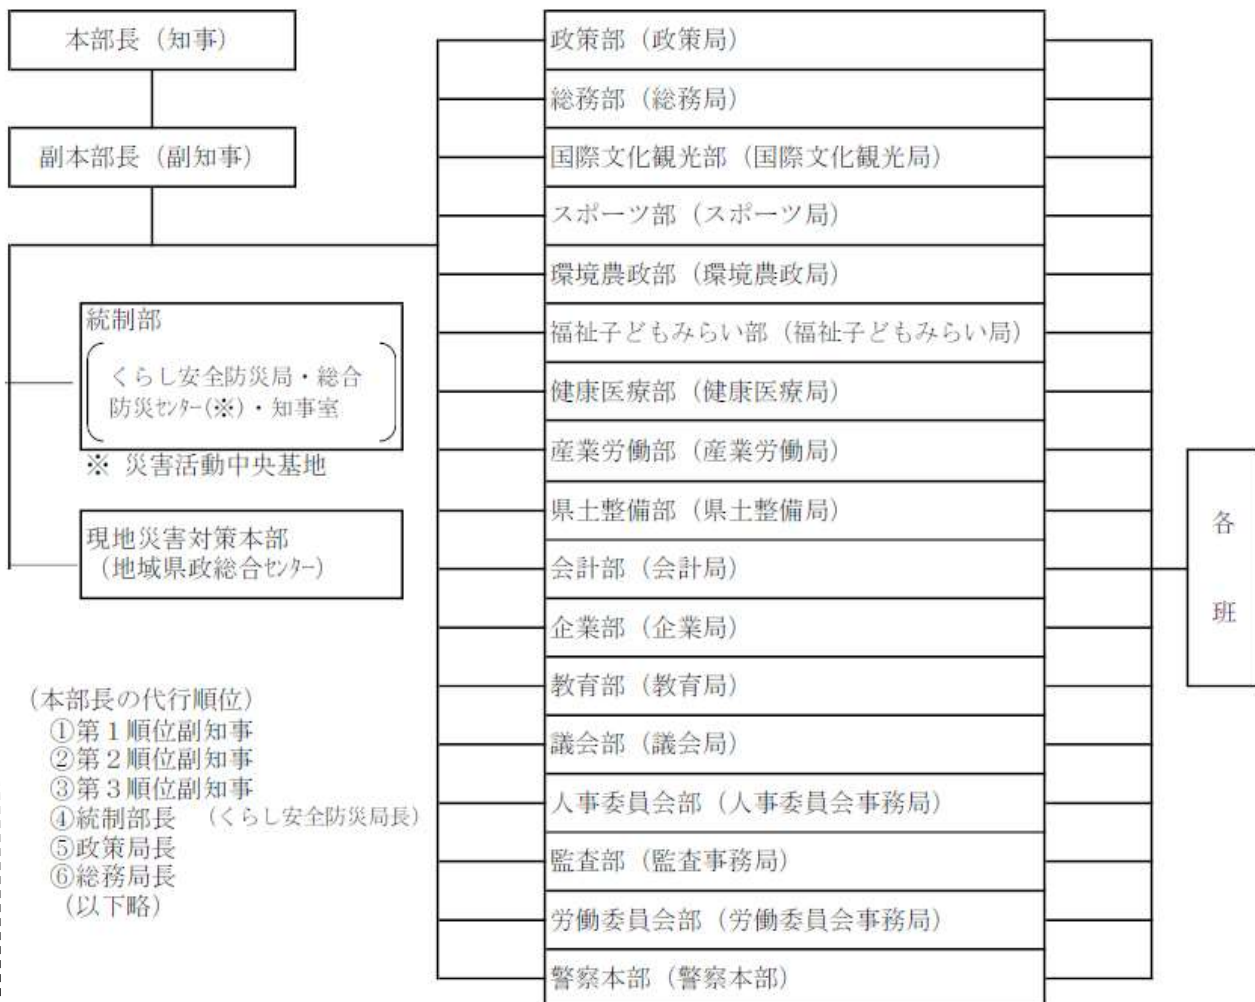 本部長（知事）
副本部長（副知事）
統制部
くらし安全防災局・総合
防災ｾﾝﾀｰ(※)・知事室
※ 災害活動中央基地
現地災害対策本部
（地域県政総合ｾﾝﾀｰ）
（本部長の代行順位）
①第１順位副知事
②第２順位副知事
③第３順位副知事
④統制部長　（くらし安全防災局長）
⑤政策局長
⑥総務局長
（以下略）
政策部（政策局）
総務部（総務局）
国際文化観光部（国際文化観光局）
スポーツ部（スポーツ局）
環境農政部（環境農政局）
福祉子どもみらい部（福祉子どもみらい局）
健康医療部（健康医療局）
産業労働部（産業労働局）
県土整備部（県土整備局）
会計部（会計局）
企業部（企業局）
教育部（教育局）
議会部（議会局）
人事委員会部（人事委員会事務局）
監査部（監査事務局）
労働委員会部（労働委員会事務局）
警察本部（警察本部）
各
班